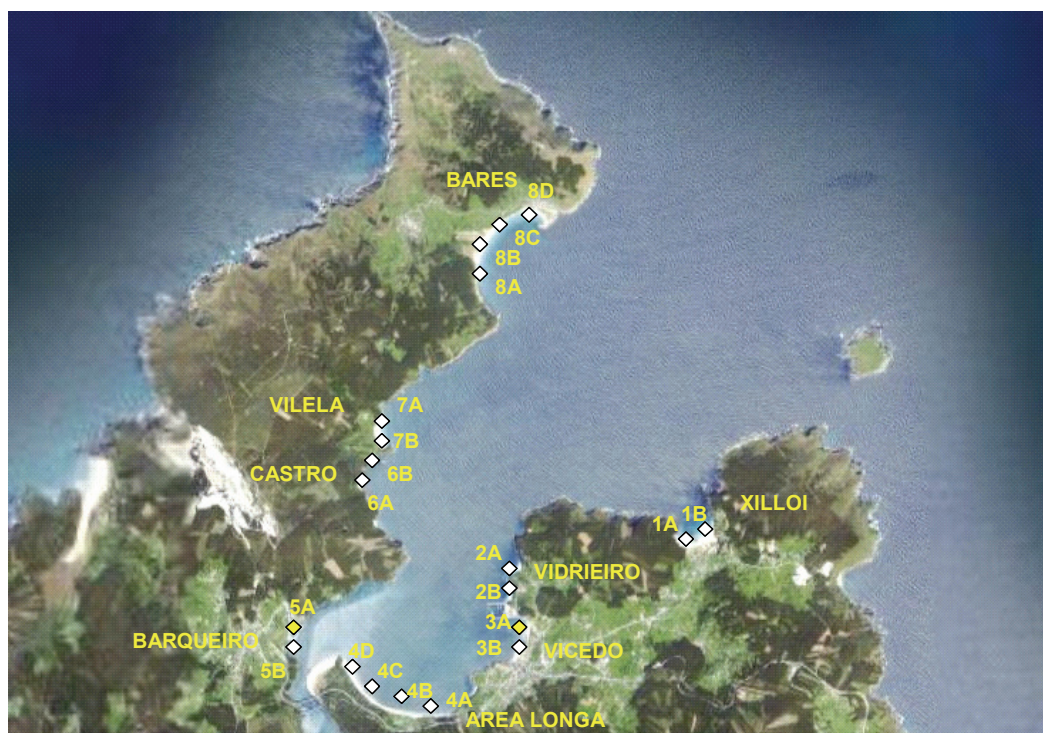 BARES
8D
8C
8B
8A
VILELA
7A
7B
CASTRO
6B
6A
XILLOI
1B
1A
2A
VIDRIEIRO
2B
5A
3A
BARQUEIRO
VICEDO
5B
3B
4D
4C
4B
4A
AREA LONGA